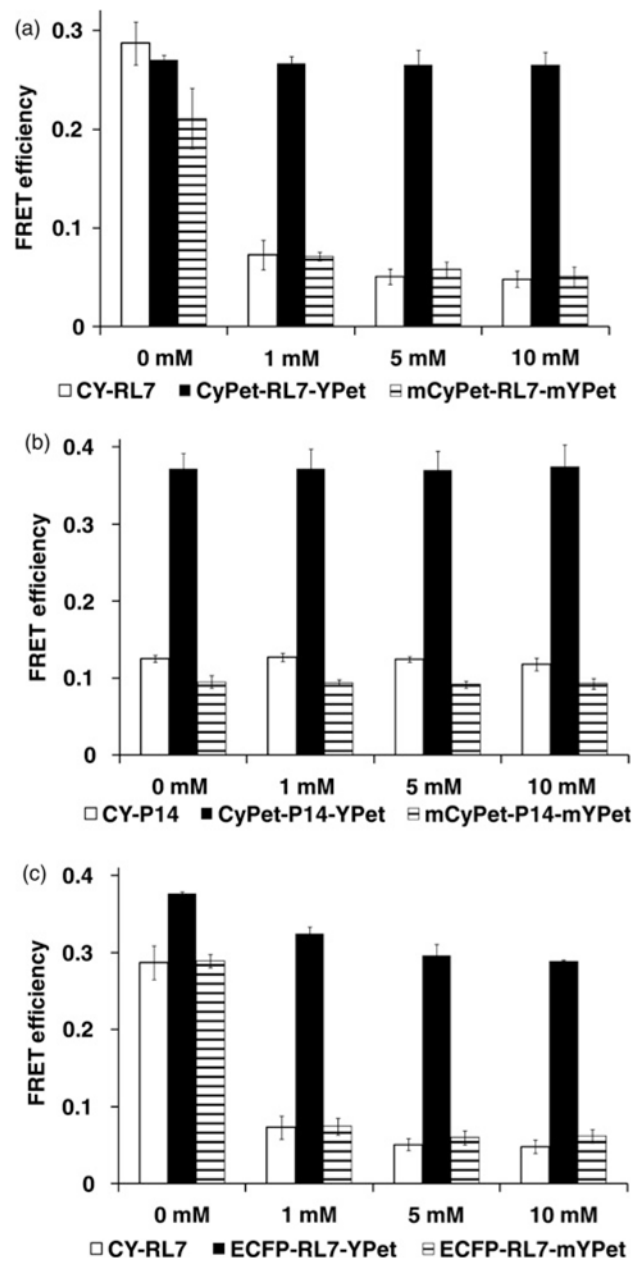 (a)
0.3
0.2
0.1
0
FRET efficiency
0 mM 1 mM 5 mM 10 mM
CY-RL7 CyPet-RL7-YPet mCyPet-RL7-mYPet
(b)
0.4
0.3
0.2
0.1
0
FRET efficiency
0 mM 1 mM 5 mM 10 mM
CY-P14 CyPet-P14-YPet mCyPet-P14-mYPet
(c)
0.4
0.3
0.2
0.1
0
FRET efficiency
0 mM 1 mM 5 mM 10 mM
CY-RL7 ECFP-RL7-YPet ECFP-RL7-mYPet